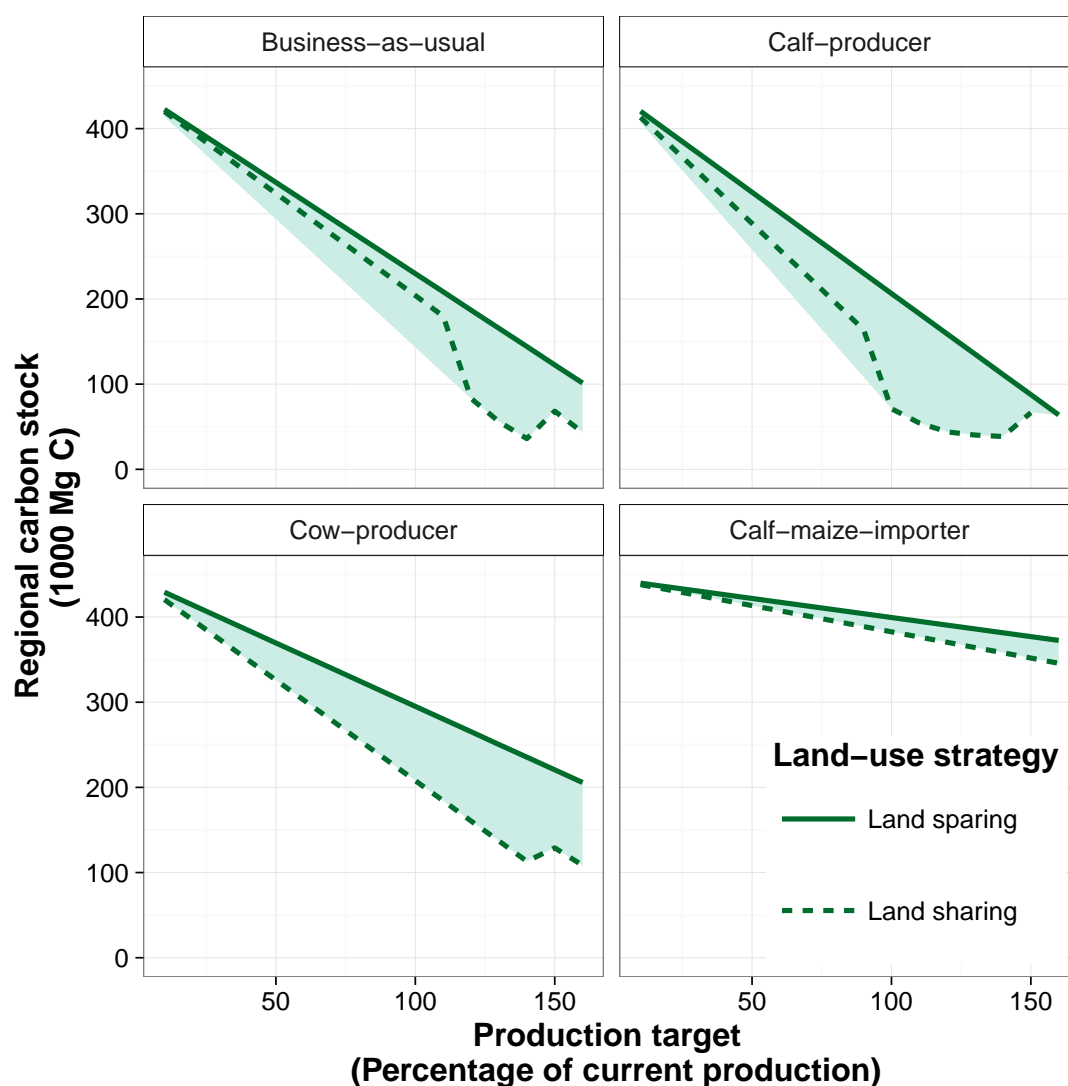 Business−as−usual
Calf−producer
400
300
200
100
0
Cow−producer
Calf−maize−importer
400
300
200
100
0
Regional carbon stock
(1000 Mg C)
Land−use strategy
Land sparing
Land sharing
50
100
150
50
100
150
Production target
(Percentage of current production)